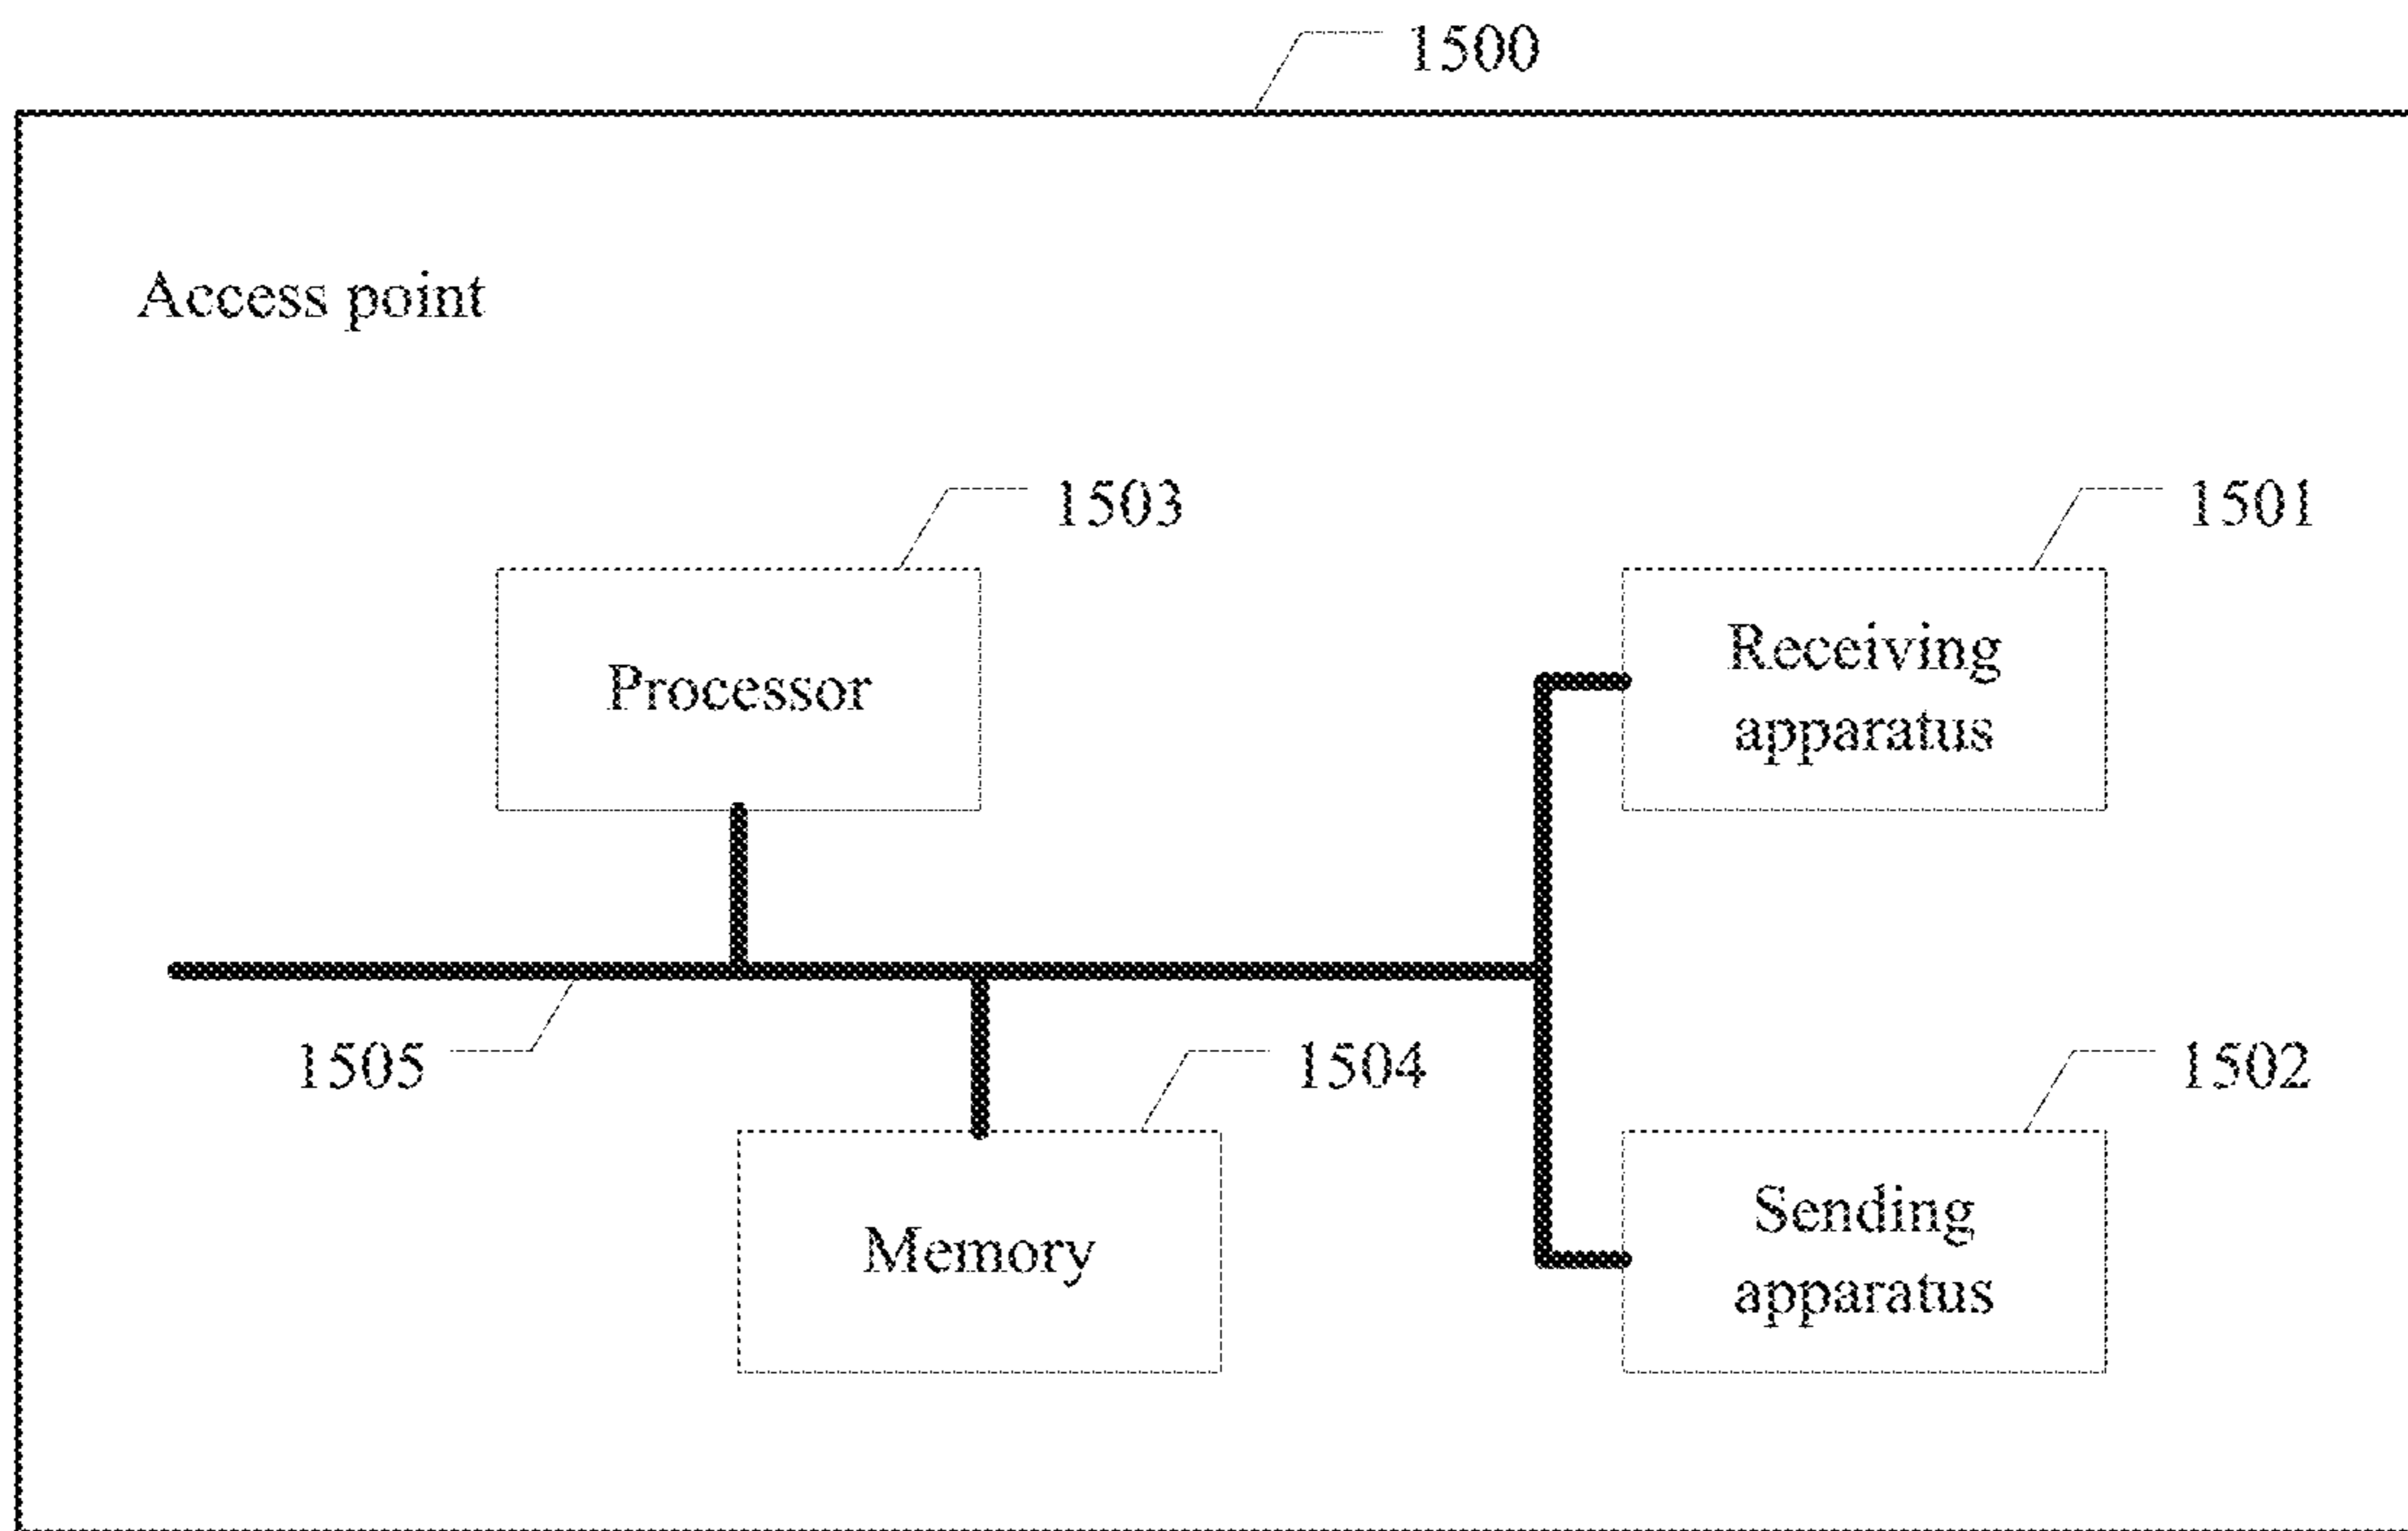 1500
Access point
1503
1501
Processor
Receiving
apparatus
1505
1504
1502
Memory
Sending
apparatus